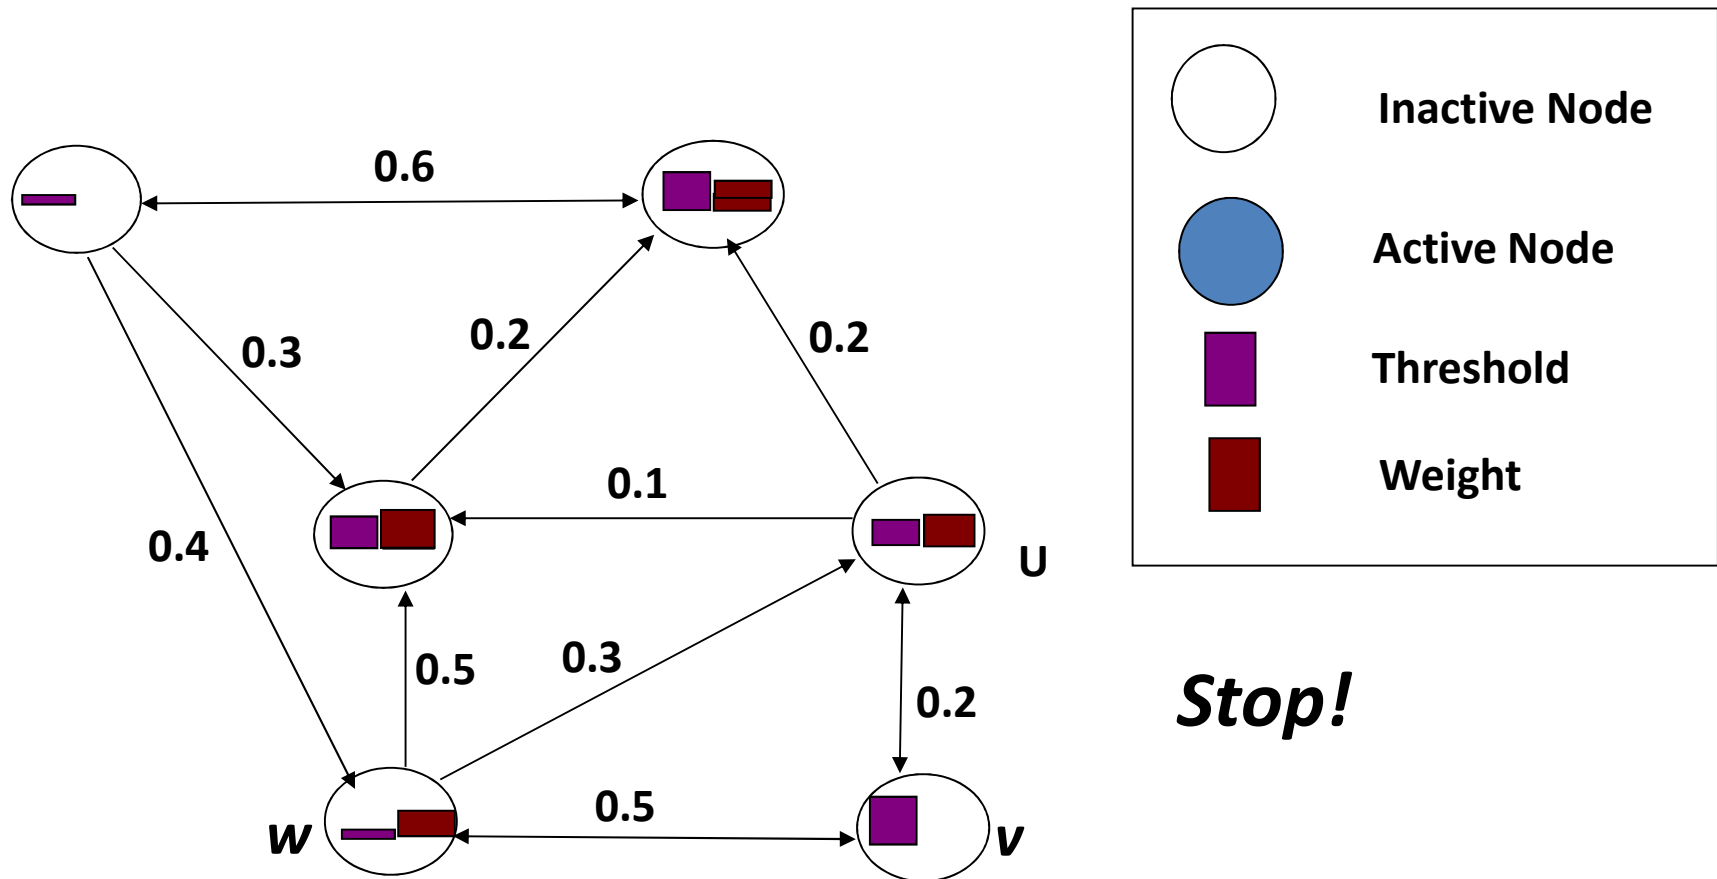 0.6
Inactive Node
0.3
0.2
0.2
Active Node
Threshold
0.1
Weight
0.4
U
0.5
0.3
0.2
Stop!
w
0.5
v